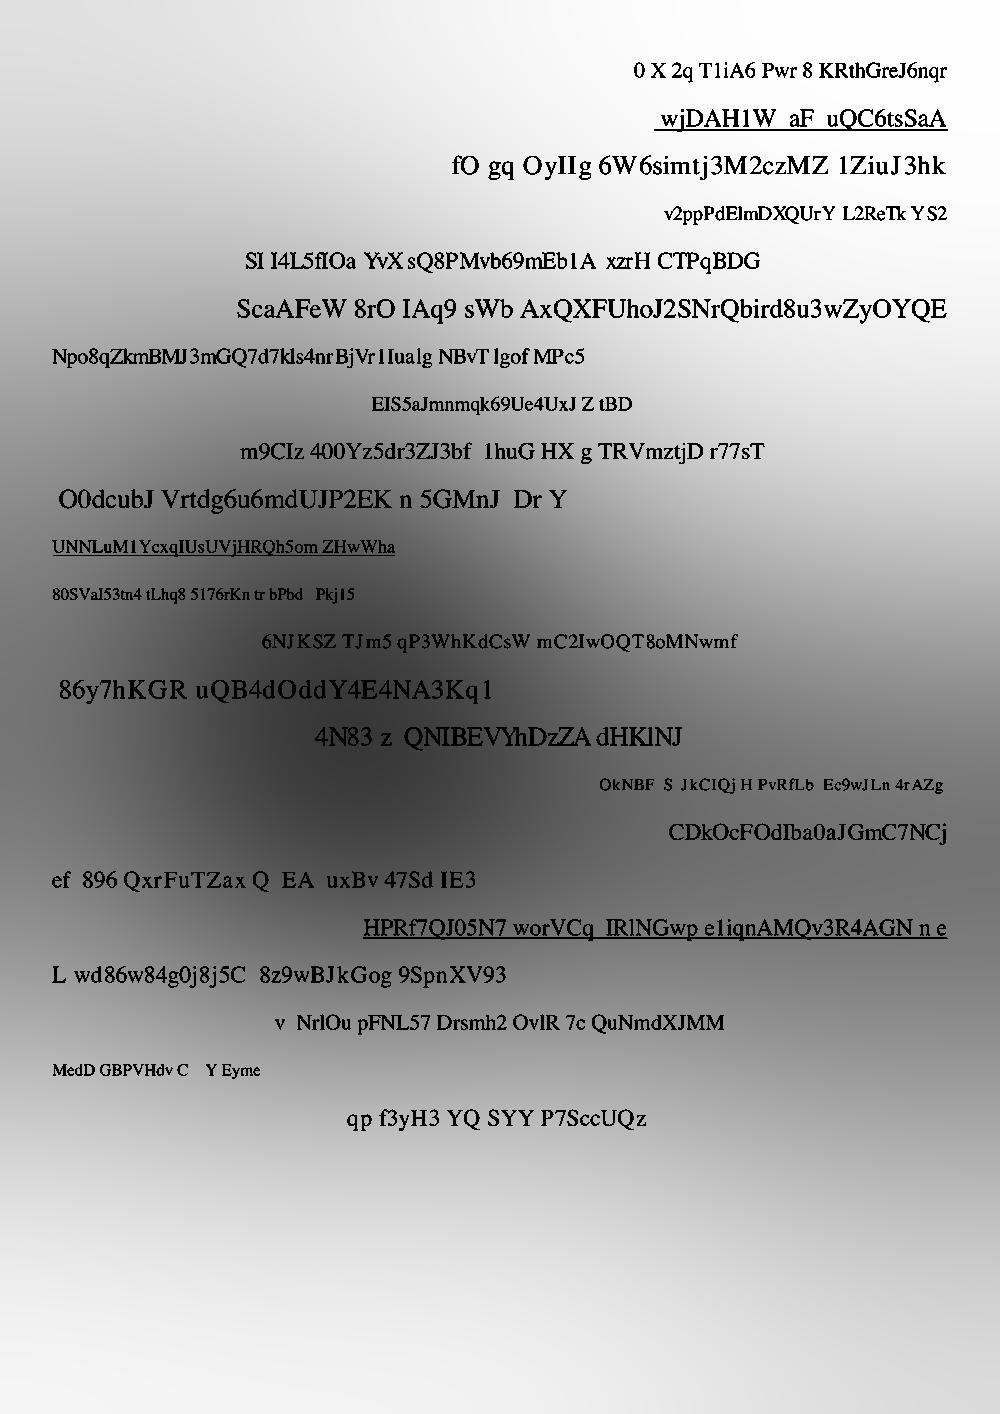 0 X 2q T1iA6 Pwr 8 KRthGreJ6nqr
wjDAH1W aF uQC6tsSaA
fO gq OyIIg 6W6simtj3M2czMZ 1ZiuJ3hk
v2ppPdElmDXQUrY L2ReTk YS2
SI I4L5flOa YvX sQ8PMvb69mEb1A xzrH CTPqBDG
ScaAFeW 8rO IAq9 sWb AxQXFUhoJ2SNrQbird8u3wZyOYQE
Npo8qZkmBMJ3mGQ7d7kls4nrBjVr1Iualg NBvT lgof MPc5
EIS5aJmnmqk69Ue4UxJ Z tBD
m9CIz 400Yz5dr3ZJ3bf 1huG HX g TRVmztjD r77sT
O0dcubJ Vrtdg6u6mdUJP2EK n 5GMnJ Dr Y
UNNLuM1YcxqIUsUVjHRQh5om ZHwWha
80SVaI53tn4 tLhq8 5176rKn tr bPbd Pkj15
6NJKSZ TJm5 qP3WhKdCsW mC2IwOQT8oMNwmf
86y7hKGR uQB4dOddY4E4NA3Kq1
4N83 z QNIBEVYhDzZA dHKlNJ
OkNBF S JkCIQj H PvRfLb Ec9wJLn 4rAZg
CDkOcFOdIba0aJGmC7NCj
ef 896 QxrFuTZax Q EA uxBv 47Sd IE3
HPRf7QJ05N7 worVCq IRlNGwp e1iqnAMQv3R4AGN n e
L wd86w84g0j8j5C 8z9wBJkGog 9SpnXV93
v NrlOu pFNL57 Drsmh2 OvlR 7c QuNmdXJMM
MedD GBPVHdv C Y Eyme
qp f3yH3 YQ SYY P7SccUQz